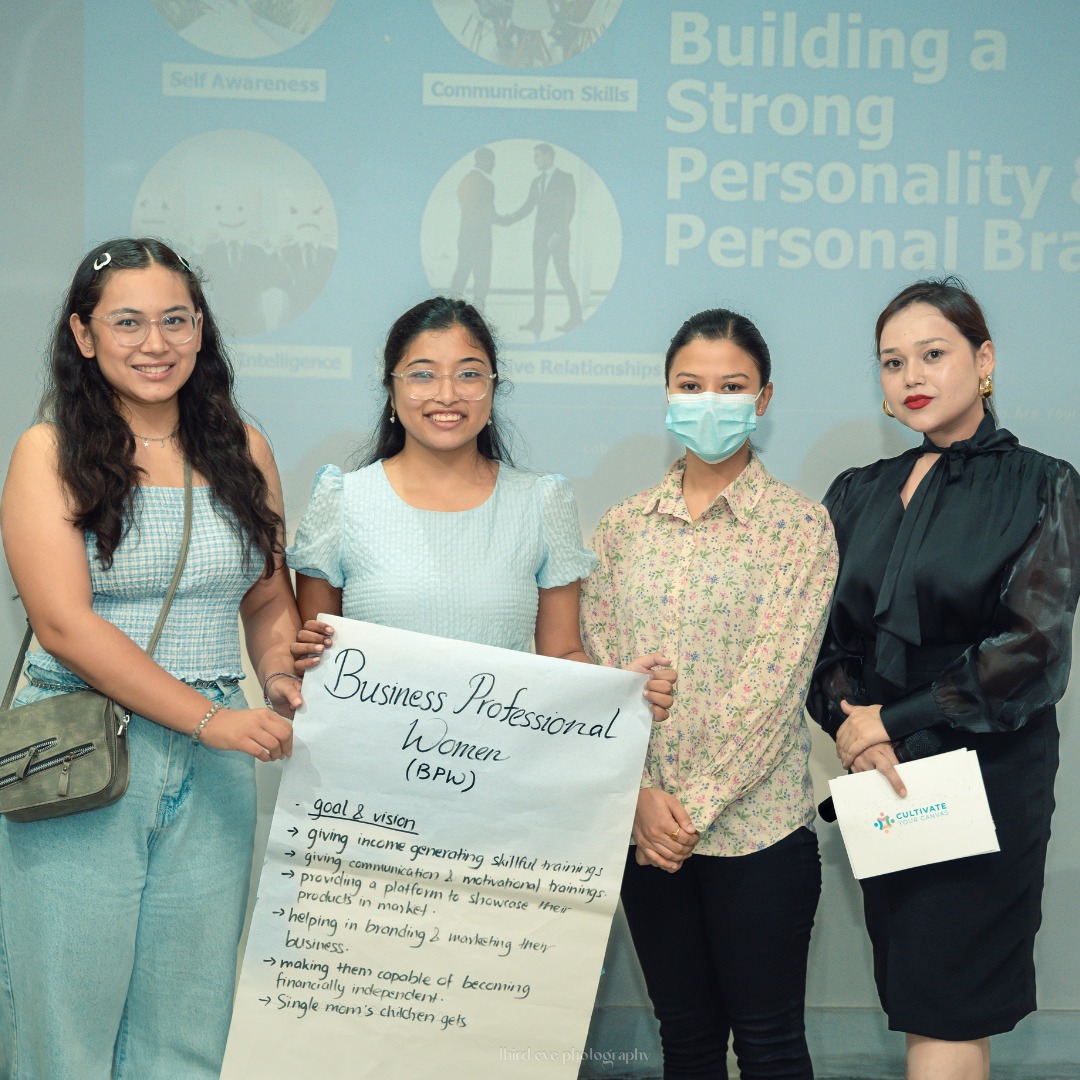 Self Awareness
Communication Skills
Building a
Strong
Personality &
Personal Bra
Intelligence
ive Relationships
Are You
Business Professional
Women
(BPW)
goal & vision
→ giving income generating skillful trainings
→ giving communication & motivational trainings.
→ providing a platform to showcase their
products in market.
→ helping in branding & marketing their
business.
→ making them capable of becoming
financially independent.
→ Single mom's children gets
CULTIVATE
YOUR CANVAS
third eye photography